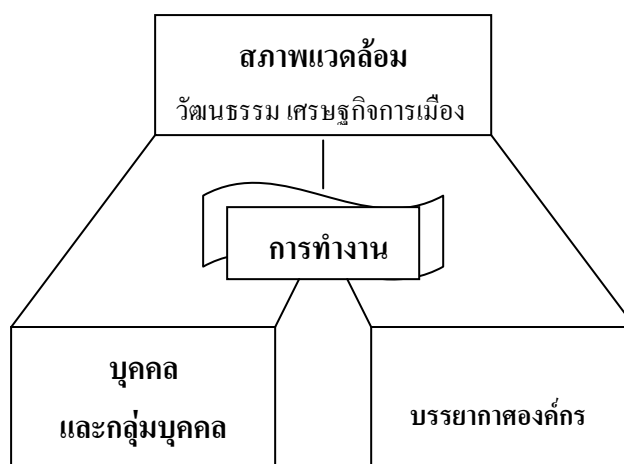 สภาพแวดล้อม
วัฒนธรรม เศรษฐกิจการเมือง
การทำงาน
บุคคล
และกลุ่มบุคคล
บรรยากาศองค์กร